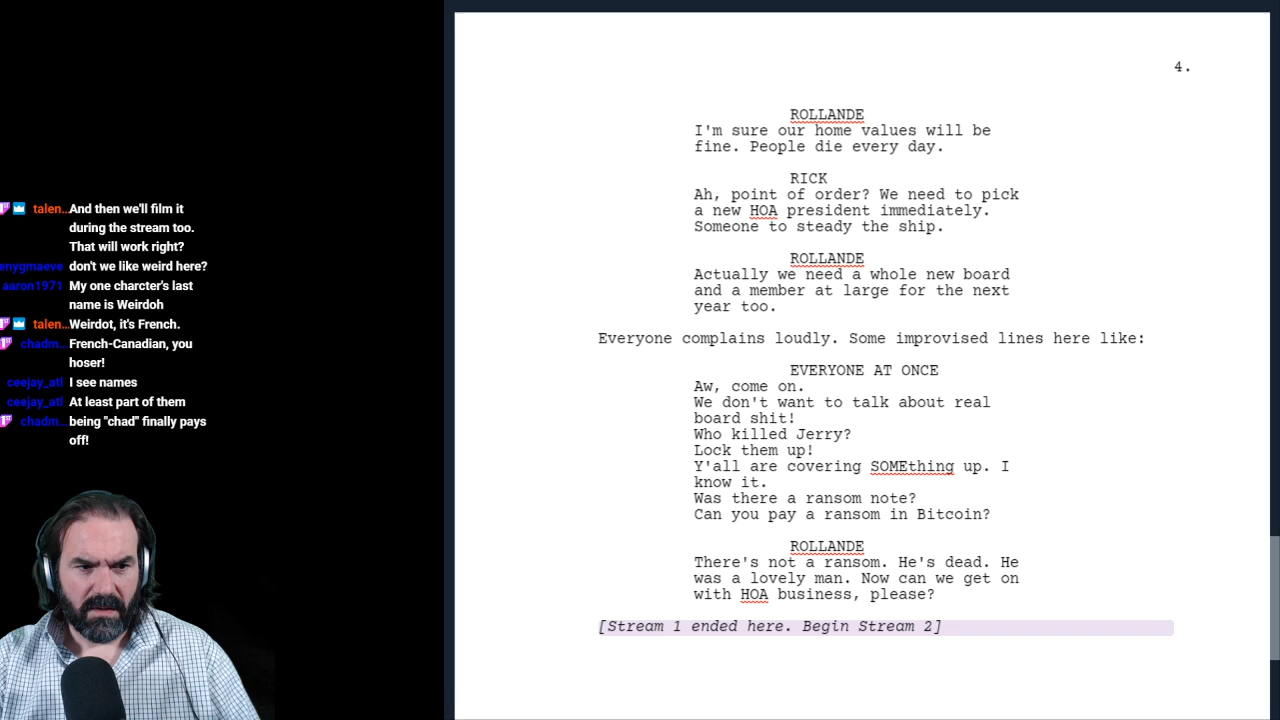 talen… And then we'll film it
during the stream too.
That will work right?
enygmaeve don't we like weird here?
aaron1971 My one charcter's last
name is Weirdoh
talen… Weirdot, it's French.
chadm… French-Canadian, you
hoser!
ceejay_atl I see names
ceejay_atl At least part of them
chadm… being "chad" finally pays
off!
4.
ROLLANDE
I'm sure our home values will be
fine. People die every day.
RICK
Ah, point of order? We need to pick
a new HOA president immediately.
Someone to steady the ship.
ROLLANDE
Actually we need a whole new board
and a member at large for the next
year too.
Everyone complains loudly. Some improvised lines here like:
EVERYONE AT ONCE
Aw, come on.
We don't want to talk about real
board shit!
Who killed Jerry?
Lock them up!
Y'all are covering SOMEthing up. I
know it.
Was there a ransom note?
Can you pay a ransom in Bitcoin?
ROLLANDE
There's not a ransom. He's dead. He
was a lovely man. Now can we get on
with HOA business, please?
[Stream 1 ended here. Begin Stream 2]